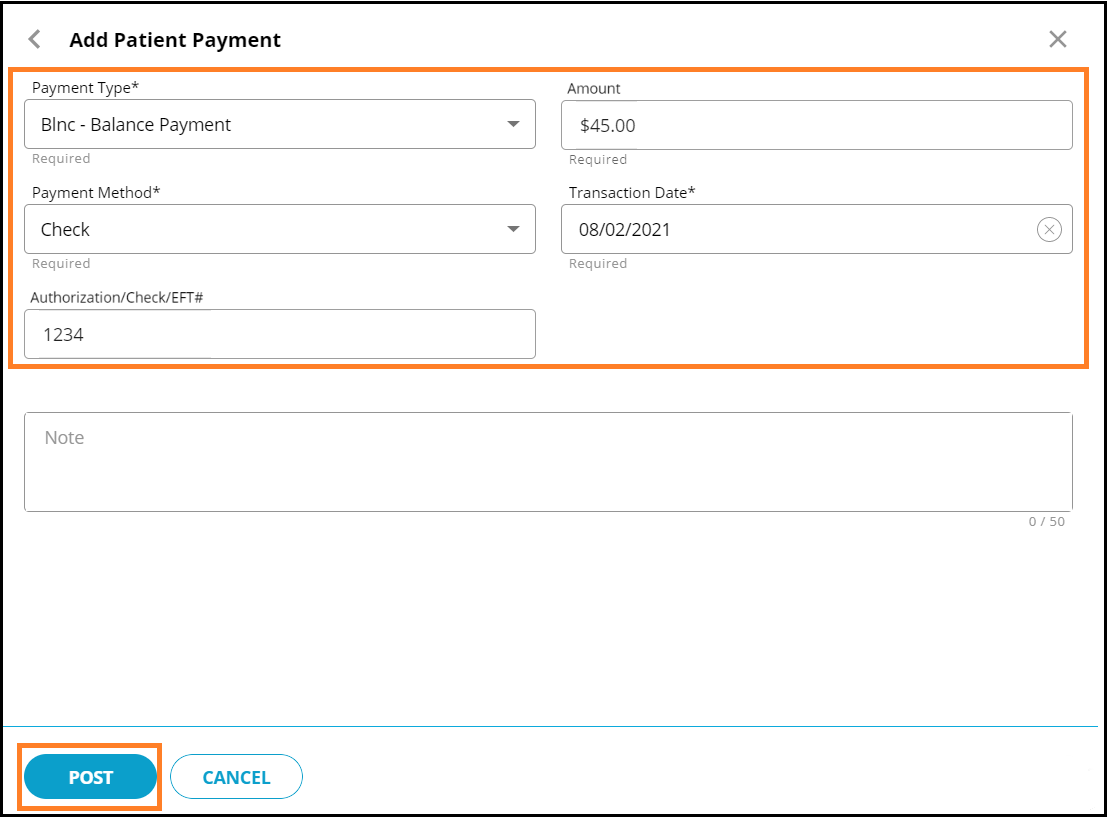 Add Patient Payment
Payment Type* Amount
Blnc - Balance Payment $45.00
Required Required
Payment Method* Transaction Date*
Check 08/02/2021
Required Required
Authorization/Check/EFT#
1234
Note
0 / 50
POST CANCEL